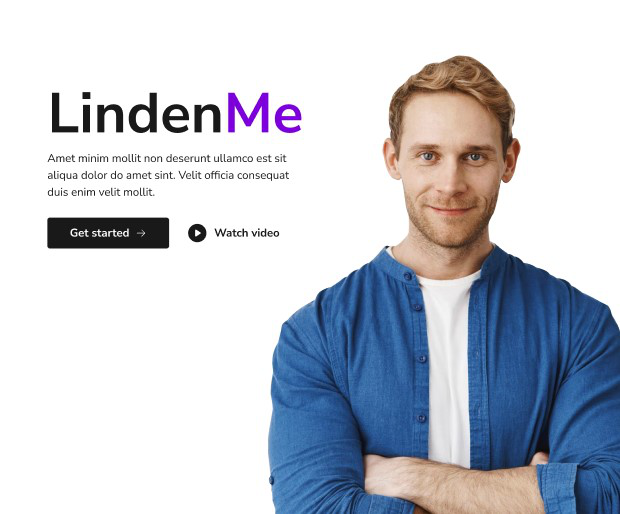 LindenMe
Amet minim mollit non deserunt ullamco est sit
aliqua dolor do amet sint. Velit officia consequat
duis enim velit mollit.
Get started →
Watch video